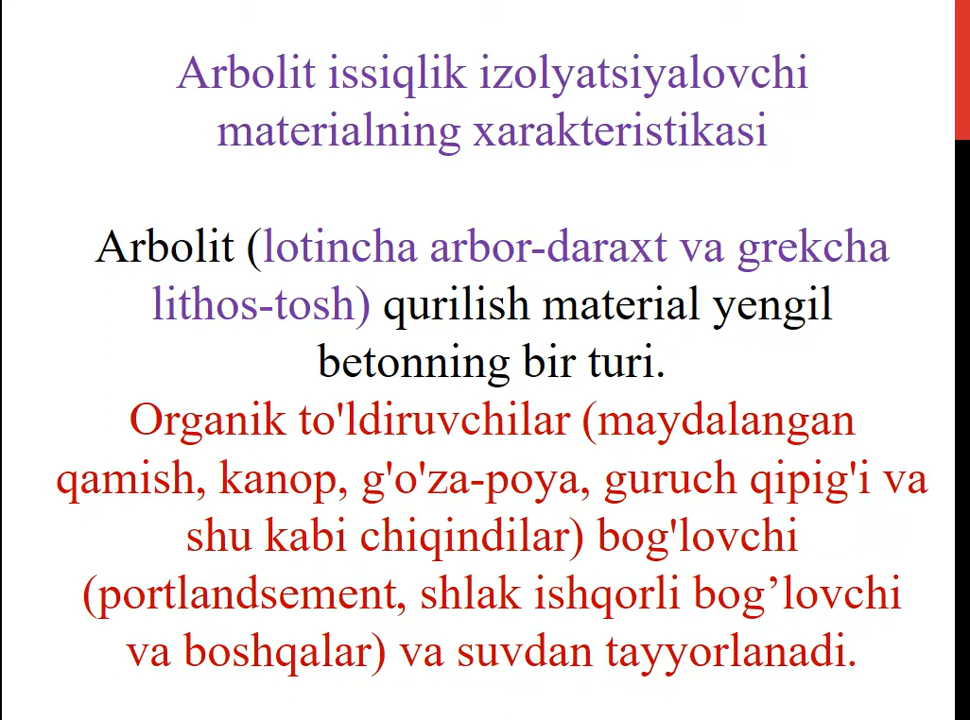 Arbolit issiqlik izolyatsiyalovchi
materialning xarakteristikasi
Arbolit (lotincha arbor-daraxt va grekcha
lithos-tosh) qurilish material yengil
betonning bir turi.
Organik to'ldiruvchilar (maydalangan
qamish, kanop, g'o'za-poya, guruch qipig'i va
shu kabi chiqindilar) bog'lovchi
(portlandsement, shlak ishqorli bog’lovchi
va boshqalar) va suvdan tayyorlanadi.